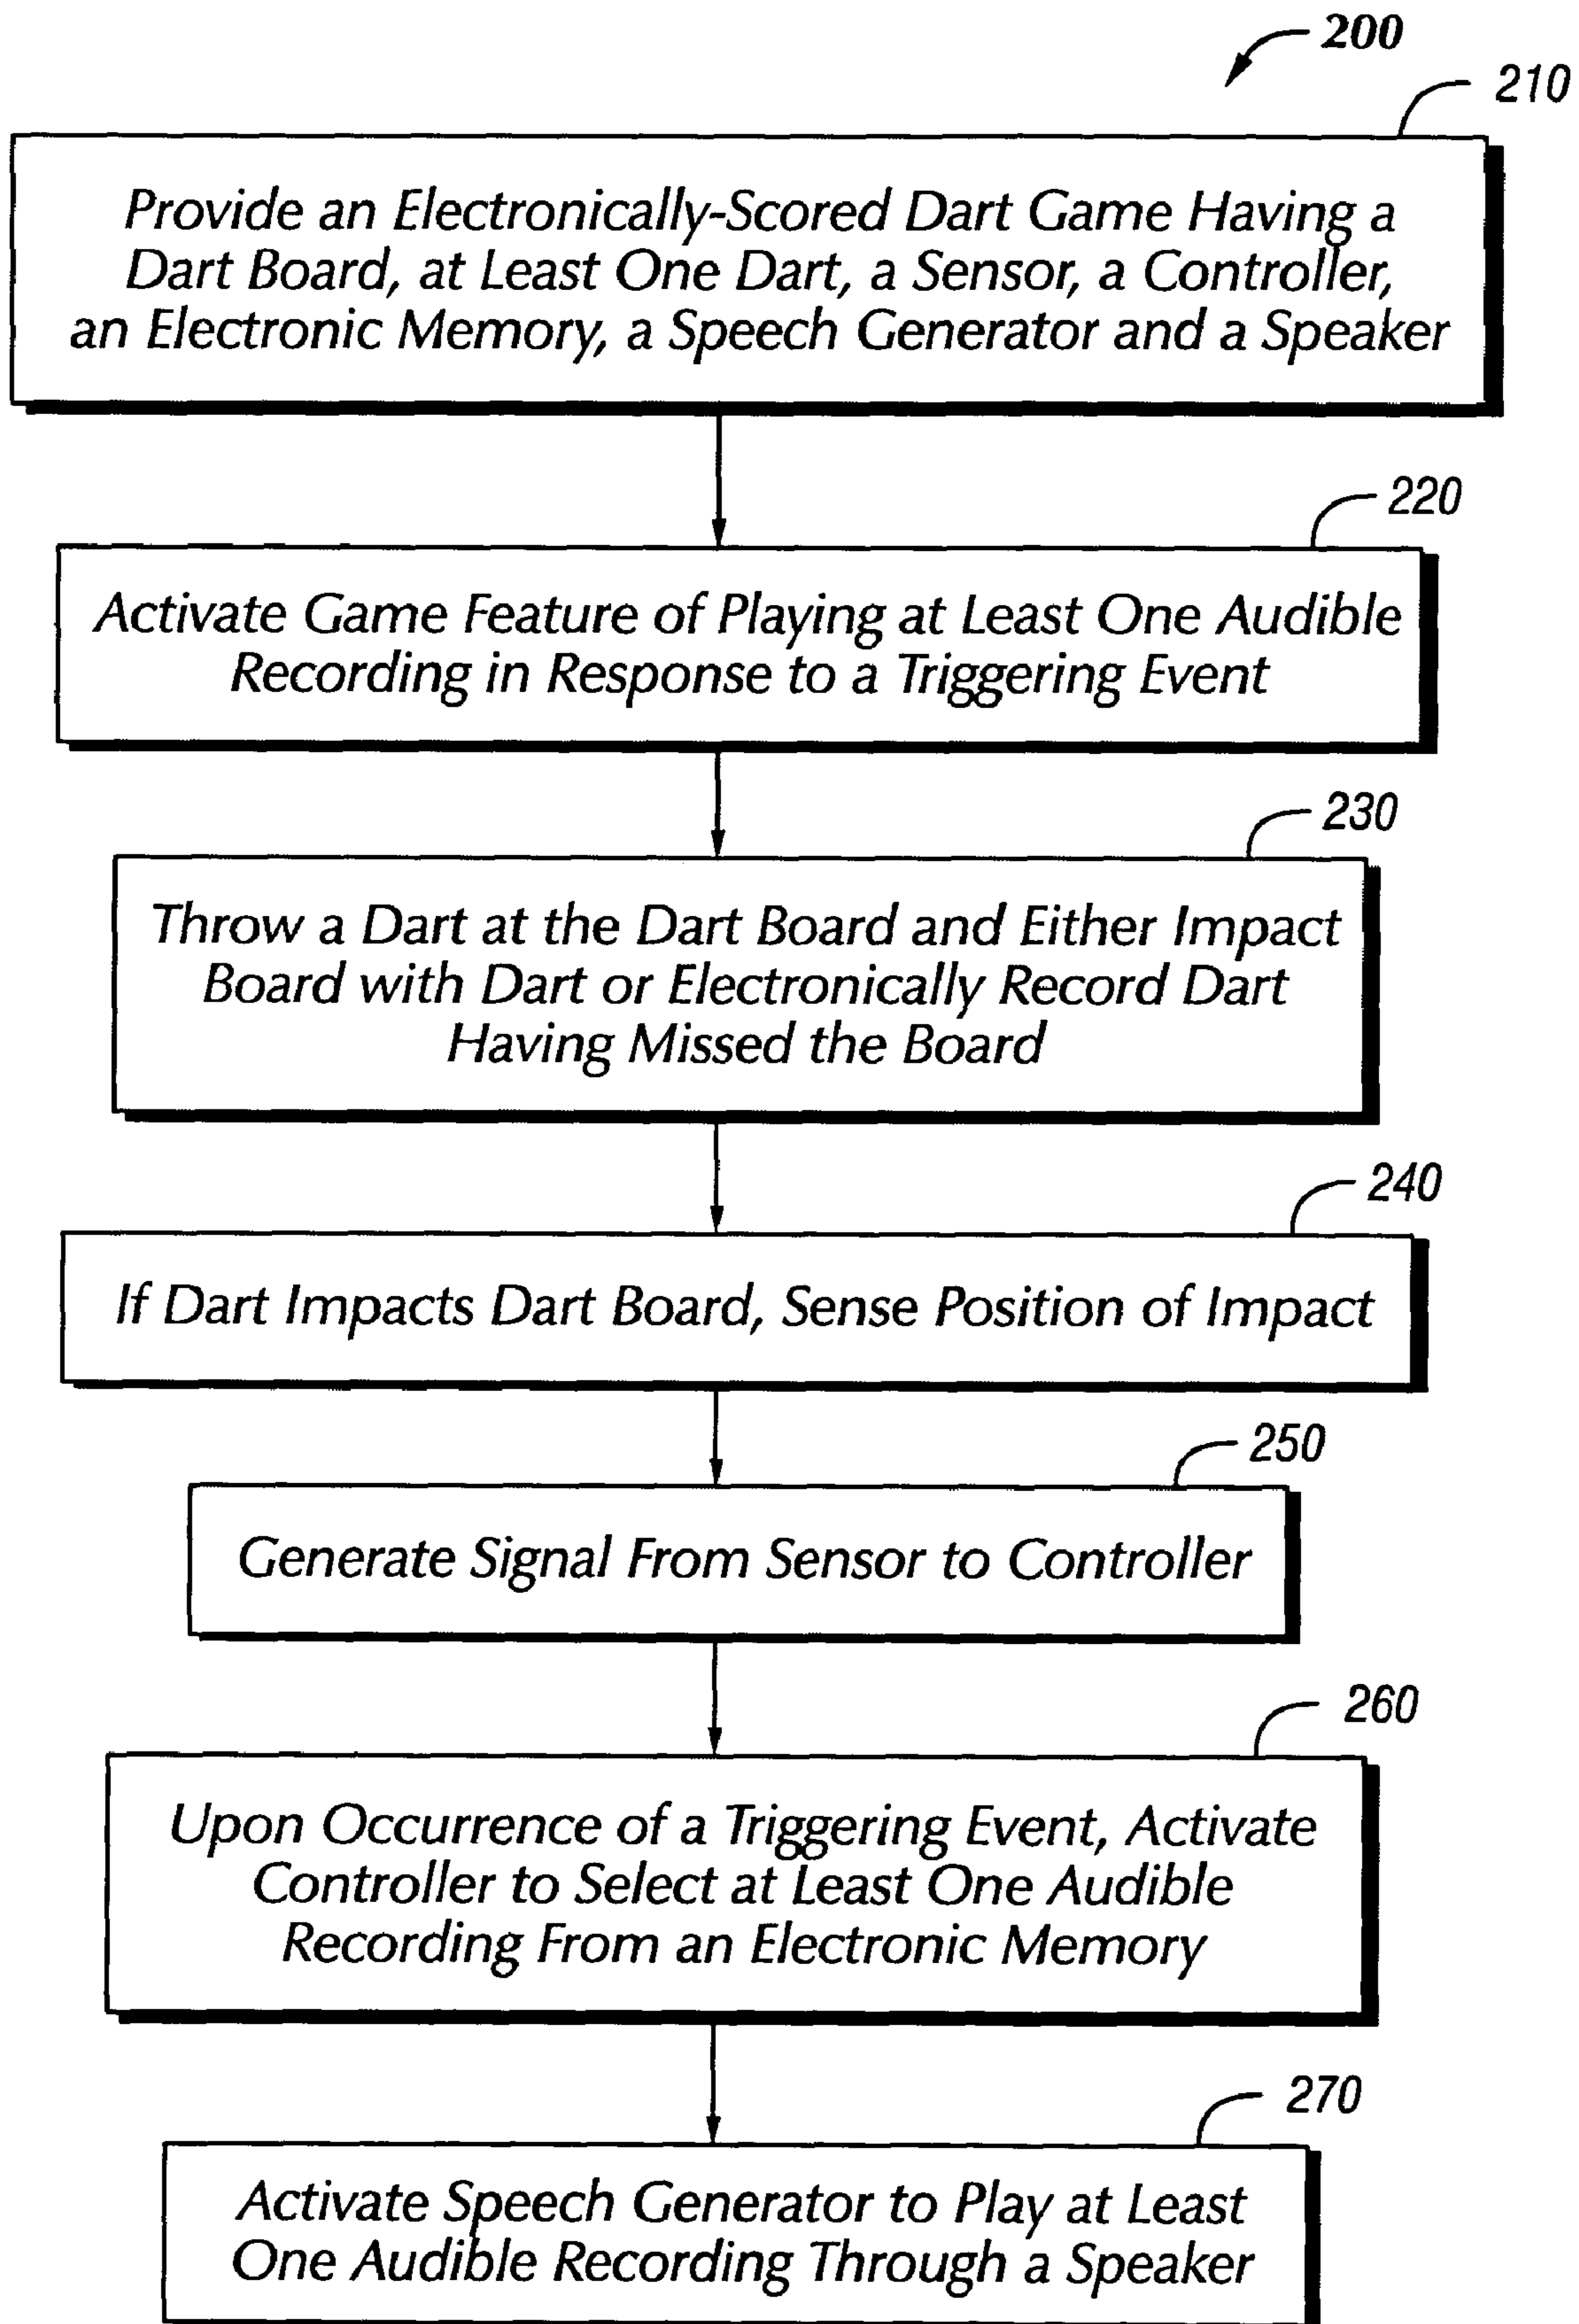 200
210
Provide an Electronically-Scored Dart Game Having a
Dart Board, at Least One Dart, a Sensor, a Controller,
an Electronic Memory, a Speech Generator and a Speaker
220
Activate Game Feature of Playing at Least One Audible
Recording in Response to a Triggering Event
230
Throw a Dart at the Dart Board and Either Impact
Board with Dart or Electronically Record Dart
Having Missed the Board
240
If Dart Impacts Dart Board, Sense Position of Impact
250
Generate Signal From Sensor to Controller
260
Upon Occurrence of a Triggering Event, Activate
Controller to Select at Least One Audible
Recording From an Electronic Memory
270
Activate Speech Generator to Play at Least
One Audible Recording Through a Speaker